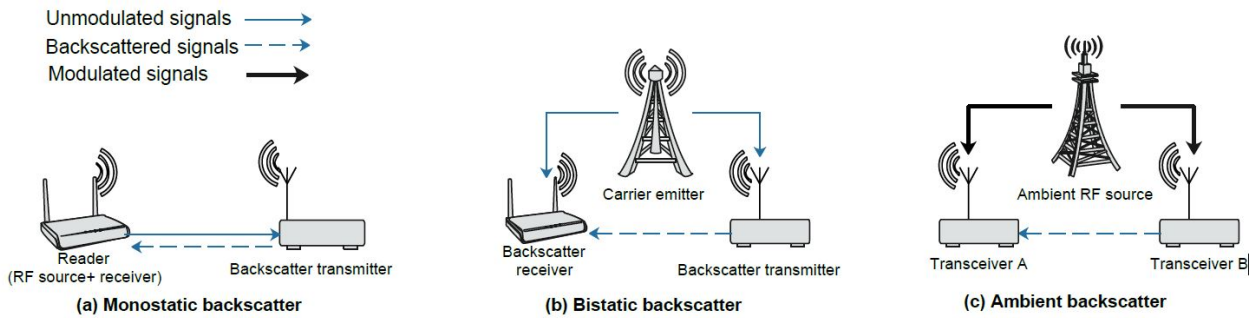 Unmodulated signals
Backscattered signals
Modulated signals
Reader
(RF source+ receiver)
Backscatter transmitter
(a) Monostatic backscatter
Carrier emitter
Backscatter
receiver
Backscatter transmitter
(b) Bistatic backscatter
Ambient RF source
Transceiver A
Transceiver B
(c) Ambient backscatter